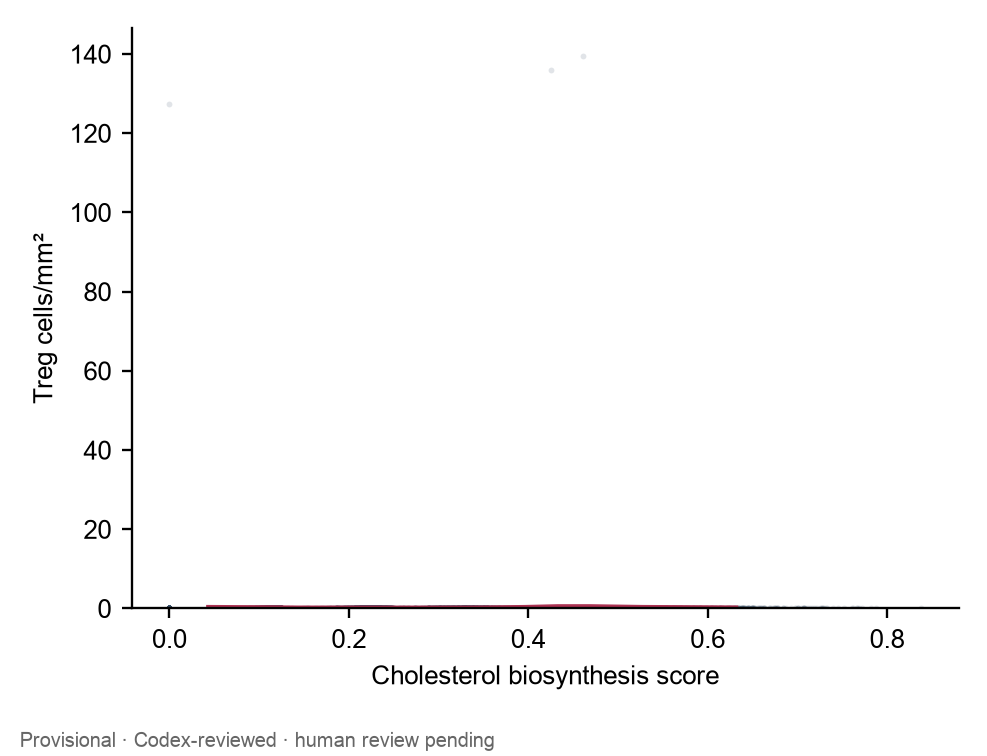 140
120
100
80
60
40
20
0
Treg cells/mm²
0.0 0.2 0.4 0.6 0.8
Cholesterol biosynthesis score
Provisional · Codex-reviewed · human review pending